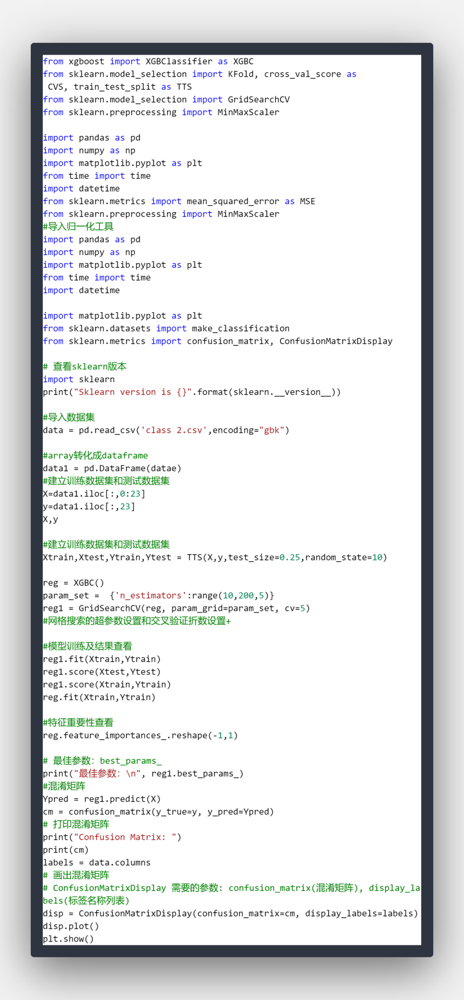 from xgboost import XGBClassifier as XGBC
from sklearn.model_selection import KFold, cross_val_score as
 CVS, train_test_split as TTS
from sklearn.model_selection import GridSearchCV
from sklearn.preprocessing import MinMaxScaler

import pandas as pd
import numpy as np
import matplotlib.pyplot as plt
from time import time
import datetime
from sklearn.metrics import mean_squared_error as MSE
from sklearn.preprocessing import MinMaxScaler
#导入归一化工具
import pandas as pd
import numpy as np
import matplotlib.pyplot as plt
from time import time
import datetime

import matplotlib.pyplot as plt
from sklearn.datasets import make_classification
from sklearn.metrics import confusion_matrix, ConfusionMatrixDisplay

# 查看sklearn版本
import sklearn
print("Sklearn version is {}".format(sklearn.__version__))

#导入数据集
data = pd.read_csv('class 2.csv',encoding="gbk")

#array转化成dataframe
data1 = pd.DataFrame(datae)
#建立训练数据集和测试数据集
X=data1.iloc[:,0:23]
y=data1.iloc[:,23]
X,y

#建立训练数据集和测试数据集
Xtrain,Xtest,Ytrain,Ytest = TTS(X,y,test_size=0.25,random_state=10)

reg = XGBC()
param_set =  {'n_estimators':range(10,200,5)}
reg1 = GridSearchCV(reg, param_grid=param_set, cv=5)
#网格搜索的超参数设置和交叉验证折数设置+

#模型训练及结果查看
reg1.fit(Xtrain,Ytrain)
reg1.score(Xtest,Ytest)
reg1.score(Xtrain,Ytrain)
reg.fit(Xtrain,Ytrain)

#特征重要性查看
reg.feature_importances_.reshape(-1,1)

# 最佳参数：best_params_
print("最佳参数：\n", reg1.best_params_)
#混淆矩阵
Ypred = reg1.predict(X)
cm = confusion_matrix(y_true=y, y_pred=Ypred)
# 打印混淆矩阵
print("Confusion Matrix: ")
print(cm)
labels = data.columns
# 画出混淆矩阵
# ConfusionMatrixDisplay 需要的参数: confusion_matrix(混淆矩阵), display_la
bels(标签名称列表)
disp = ConfusionMatrixDisplay(confusion_matrix=cm, display_labels=labels)
disp.plot()
plt.show()